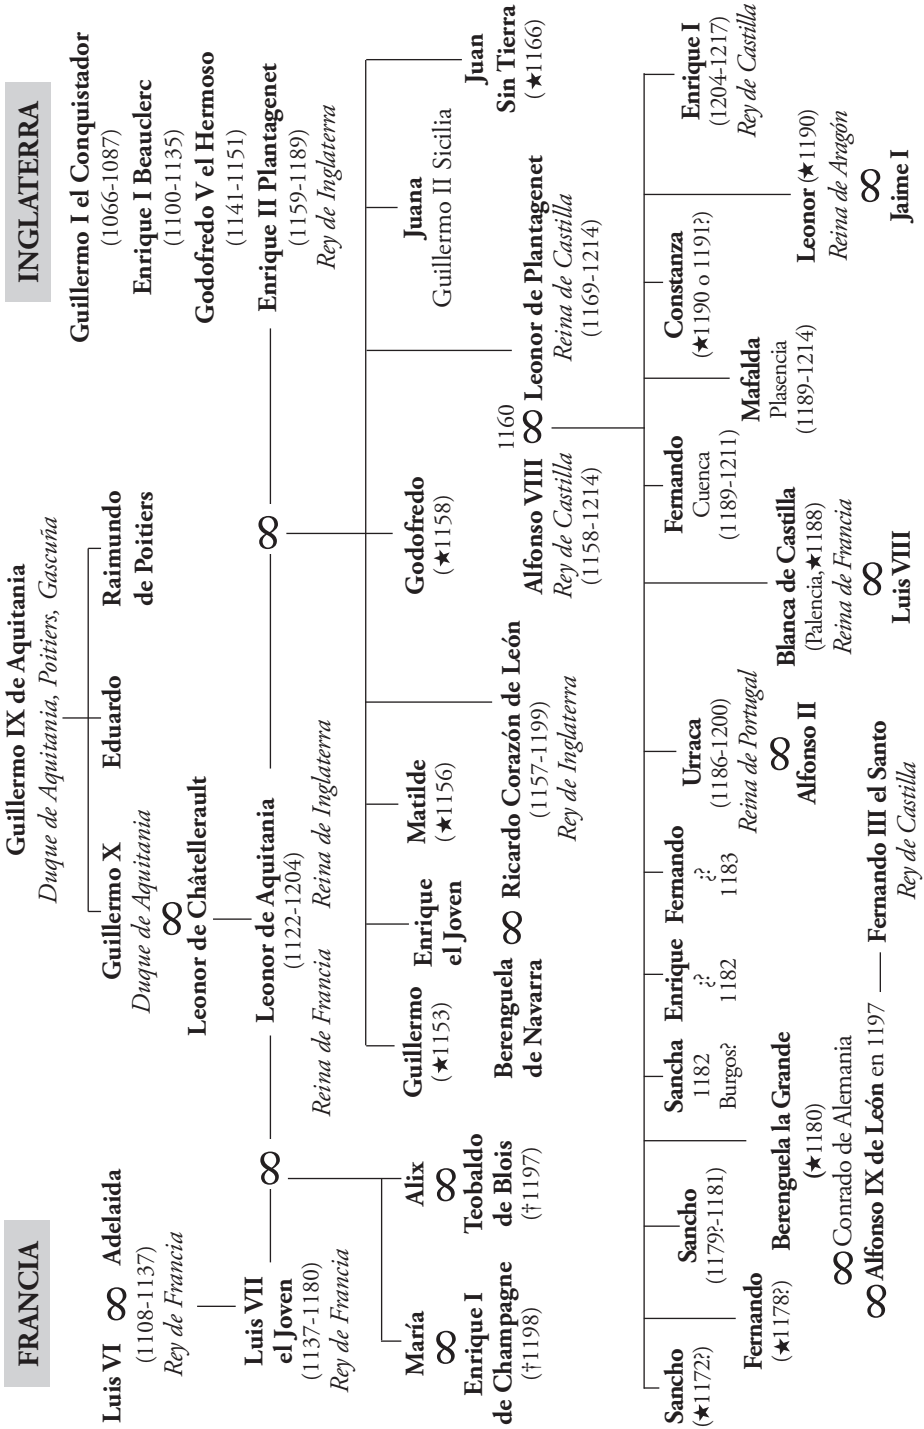 FRANCIA
INGLATERRA
Guillermo IX de Aquitania
Duque de Aquitania, Poitiers, Gascuña
Guillermo X
Duque de Aquitania
∞
Leonor de Châtellerault
Eduardo
Raimundo
de Poitiers
Luis VI ∞ Adelaida
(1108-1137)
Rey de Francia
Guillermo I el Conquistador
(1066-1087)
Enrique I Beauclerc
(1100-1135)
Godofredo V el Hermoso
(1141-1151)
Enrique II Plantagenet
(1159-1189)
Rey de Inglaterra
Luis VII
el Joven
(1137-1180)
Rey de Francia
∞
Leonor de Aquitania
(1122-1204)
Reina de Francia Reina de Inglaterra
∞
María
∞
Enrique I
de Champagne
(†1198)
Alix
∞
Teobaldo
de Blois
(†1197)
Guillermo
(★1153)
Enrique
el Joven
Matilde
(★1156)
Berenguela
de Navarra
∞ Ricardo Corazón de León
(1157-1199)
Rey de Inglaterra
Godofredo
(★1158)
Alfonso VIII
Rey de Castilla
(1158-1214)
1160
∞
Leonor de Plantagenet
Reina de Castilla
(1169-1214)
Juana
Guillermo II Sicilia
Juan
Sin Tierra
(★1166)
Sancho
(★1172?)
Fernando
(★1178?)
Sancho
(1179?-1181)
Berenguela la Grande
(★1180)
∞ Conrado de Alemania
∞ Alfonso IX de León en 1197
Fernando III el Santo
Rey de Castilla
Sancha
1182
Burgos?
Enrique
¿?
1182
Fernando
¿?
1183
Urraca
(1186-1200)
Reina de Portugal
∞
Alfonso II
Blanca de Castilla
(Palencia,★1188)
Reina de Francia
∞
Luis VIII
Fernando
Cuenca
(1189-1211)
Mafalda
Plasencia
(1189-1214)
Constanza
(★1190 o 1191?)
Leonor (★1190)
Reina de Aragón
∞
Jaime I
Enrique I
(1204-1217)
Rey de Castilla